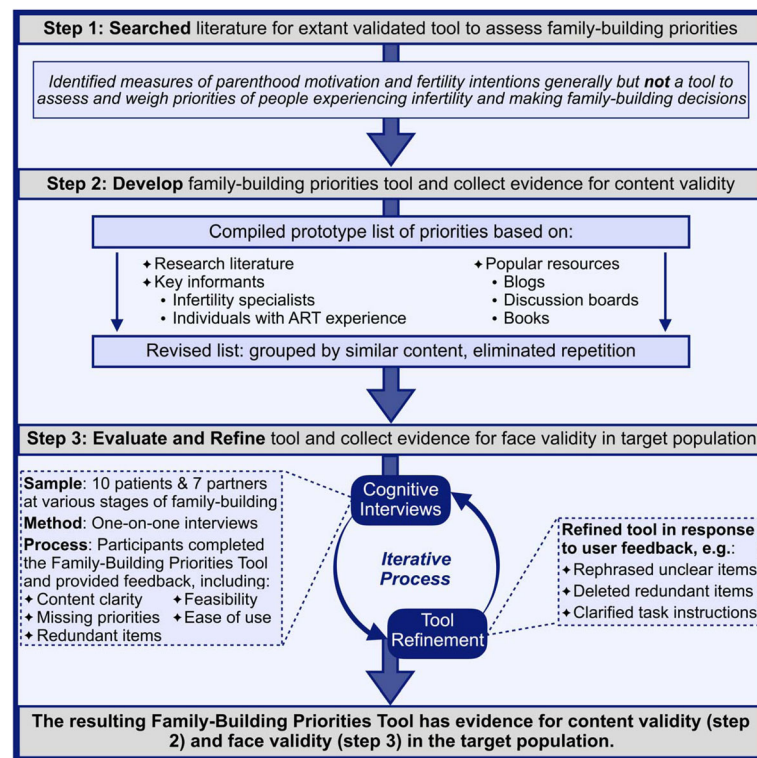 Step 1: Searched literature for extant validated tool to assess family-building priorities
Identified measures of parenthood motivation and fertility intentions generally but not a tool to
assess and weigh priorities of people experiencing infertility and making family-building decisions
Step 2: Develop family-building priorities tool and collect evidence for content validity
Compiled prototype list of priorities based on:
✦Research literature
✦Key informants
• Infertility specialists
• Individuals with ART experience
✦Popular resources
• Blogs
• Discussion boards
• Books
Revised list: grouped by similar content, eliminated repetition
Step 3: Evaluate and Refine tool and collect evidence for face validity in target population
Sample: 10 patients & 7 partners
at various stages of family-building
Method: One-on-one interviews
Process: Participants completed
the Family-Building Priorities Tool
and provided feedback, including:
✦Content clarity ✦Feasibility
✦Missing priorities ✦Ease of use
✦Redundant items
Cognitive
Interviews
Iterative
Process
Tool
Refinement
Refined tool in response
to user feedback, e.g.:
✦Rephrased unclear items
✦Deleted redundant items
✦Clarified task instructions
The resulting Family-Building Priorities Tool has evidence for content validity (step
2) and face validity (step 3) in the target population.